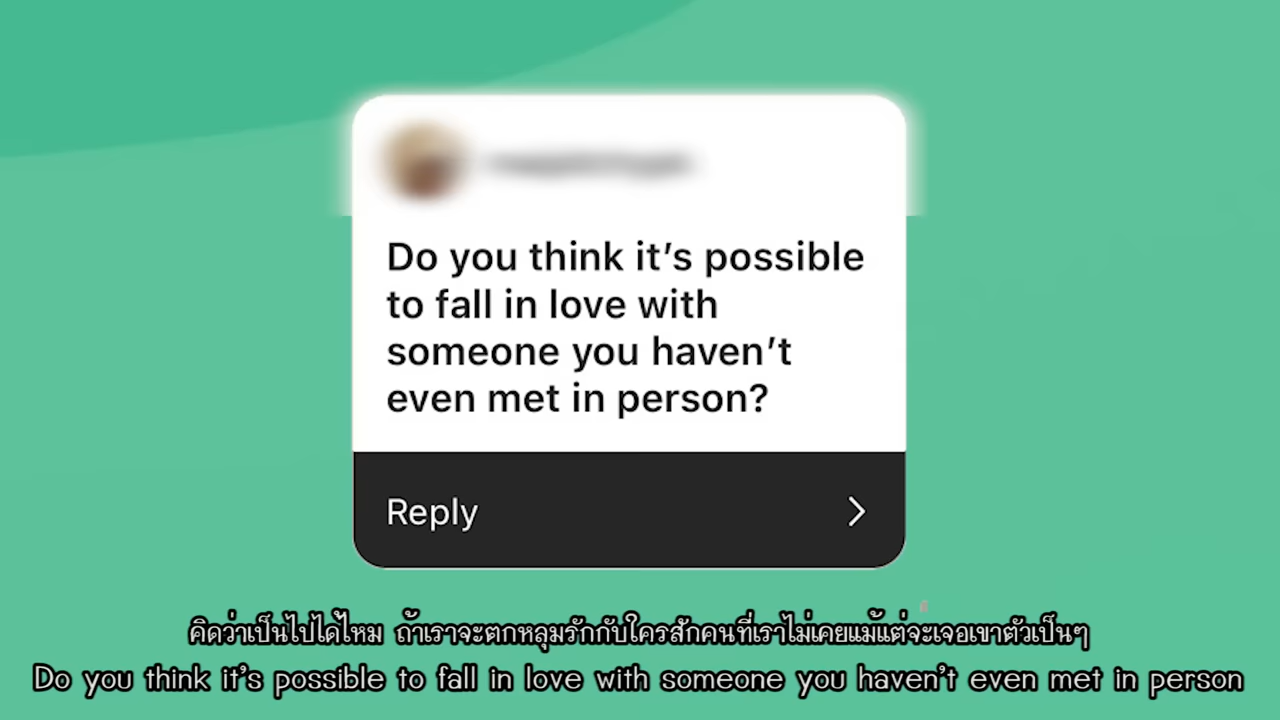 Do you think it's possible
to fall in love with
someone you haven't
even met in person?
Reply
คิดว่าเป็นไปได้ไหม ถ้าเราจะตกหลุมรักกับใครสักคนที่เราไม่เคยแม้แต่จะเจอเขาตัวเป็นๆ
Do you think it's possible to fall in love with someone you haven't even met in person